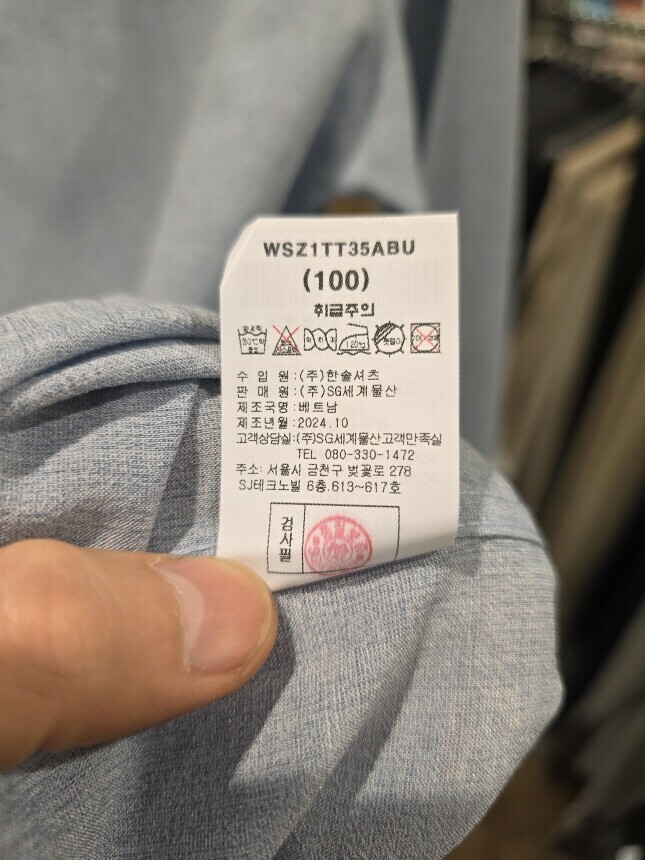 WSZ1TT35ABU
(100)
취급주의
수 입 원:(주)한솔셔츠
판 매 원:(주)SG세계물산
제조국명:베트남
제조년월:2024.10
고객상담실:(주)SG세계물산고객만족실
TEL 080-330-1472
주소: 서울시 금천구 벚꽃로 278
SJ테크노빌 6층.613~617호
검사필